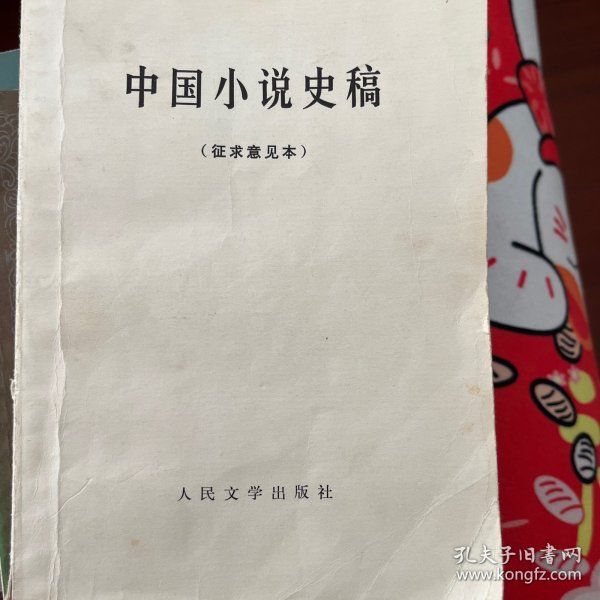 中国小说史稿
（征求意见本）
人民文学出版社
孔夫子旧书网
www.kongfz.com